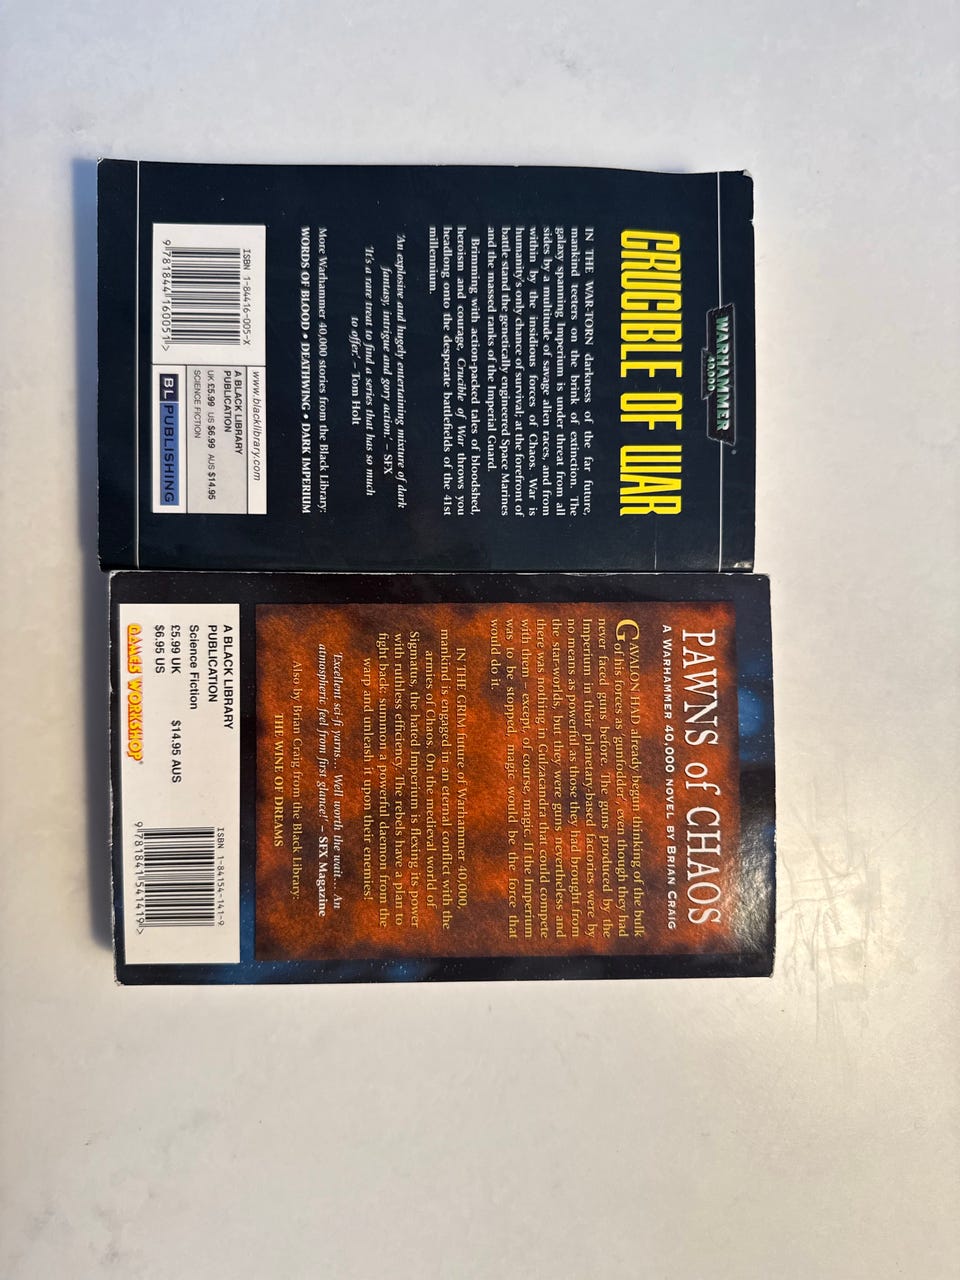 WARHAMMER
40,000
CRUCIBLE OF WAR
IN THE WAR-TORN darkness of the far future,
mankind teeters on the brink of extinction. The
galaxy spanning Imperium is under threat from all
sides by a multitude of savage alien races, and from
within by the insidious forces of Chaos. War is
humanity's only chance of survival; at the forefront of
battle stand the genetically engineered Space Marines
and the massed ranks of the Imperial Guard.
Brimming with action-packed tales of bloodshed,
heroism and courage, Crucible of War throws you
headlong onto the desperate battlefields of the 41st
millennium.
'An explosive and hugely entertaining mixture of dark
fantasy, intrigue and gory action.' – SFX
'It's a rare treat to find a series that has so much
to offer.' – Tom Holt
More Warhammer 40,000 stories from the Black Library:
WORDS OF BLOOD • DEATHWING • DARK IMPERIUM
ISBN 1-84416-005-X
9 781844 160051 >
www.blacklibrary.com
A BLACK LIBRARY
PUBLICATION
UK £5.99 US $6.99 AUS $14.95
SCIENCE FICTION
BL PUBLISHING
PAWNS of CHAOS
A WARHAMMER 40,000 NOVEL BY BRIAN CRAIG
GAVALON HAD already begun thinking of the bulk
of his forces as 'gunfodder', even though they had
never faced guns before. The guns produced by the
Imperium in their planetary-based factories were by
no means as powerful as those they had brought from
the star-worlds, but they were guns nevertheless and
there was nothing in Gulzacandra that could compete
with them – except, of course, magic. If the Imperium
was to be stopped, magic would be the force that
would do it.
IN THE GRIM future of Warhammer 40,000,
mankind is engaged in an eternal conflict with the
armies of Chaos. On the medieval world of
Sigmatus, the hated Imperium is flexing its power
with ruthless efficiency. The rebels have a plan to
fight back: summon a powerful daemon from the
warp and unleash it upon their enemies!
'Excellent sci-fi yarns... Well worth the wait... An
atmospheric feel from first glance!' – SFX Magazine
Also by Brian Craig from the Black Library:
THE WINE OF DREAMS
A BLACK LIBRARY
PUBLICATION
Science Fiction
£5.99 UK $14.95 AUS
$6.95 US
GAMES WORKSHOP
ISBN 1-84154-141-9
9 781841 541419 >